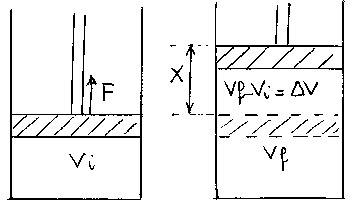 F
Vi
X
Vf-Vi = ΔV
Vf